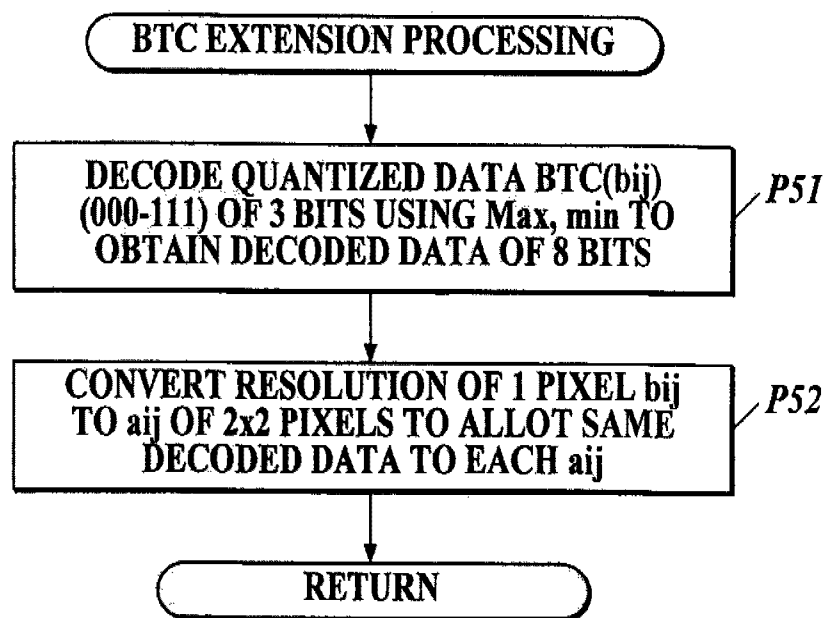 BTC EXTENSION PROCESSING
DECODE QUANTIZED DATA BTC(bij)
(000-111) OF 3 BITS USING Max, min TO
OBTAIN DECODED DATA OF 8 BITS
P51
CONVERT RESOLUTION OF 1 PIXEL bij
TO aij OF 2x2 PIXELS TO ALLOT SAME
DECODED DATA TO EACH aij
P52
RETURN